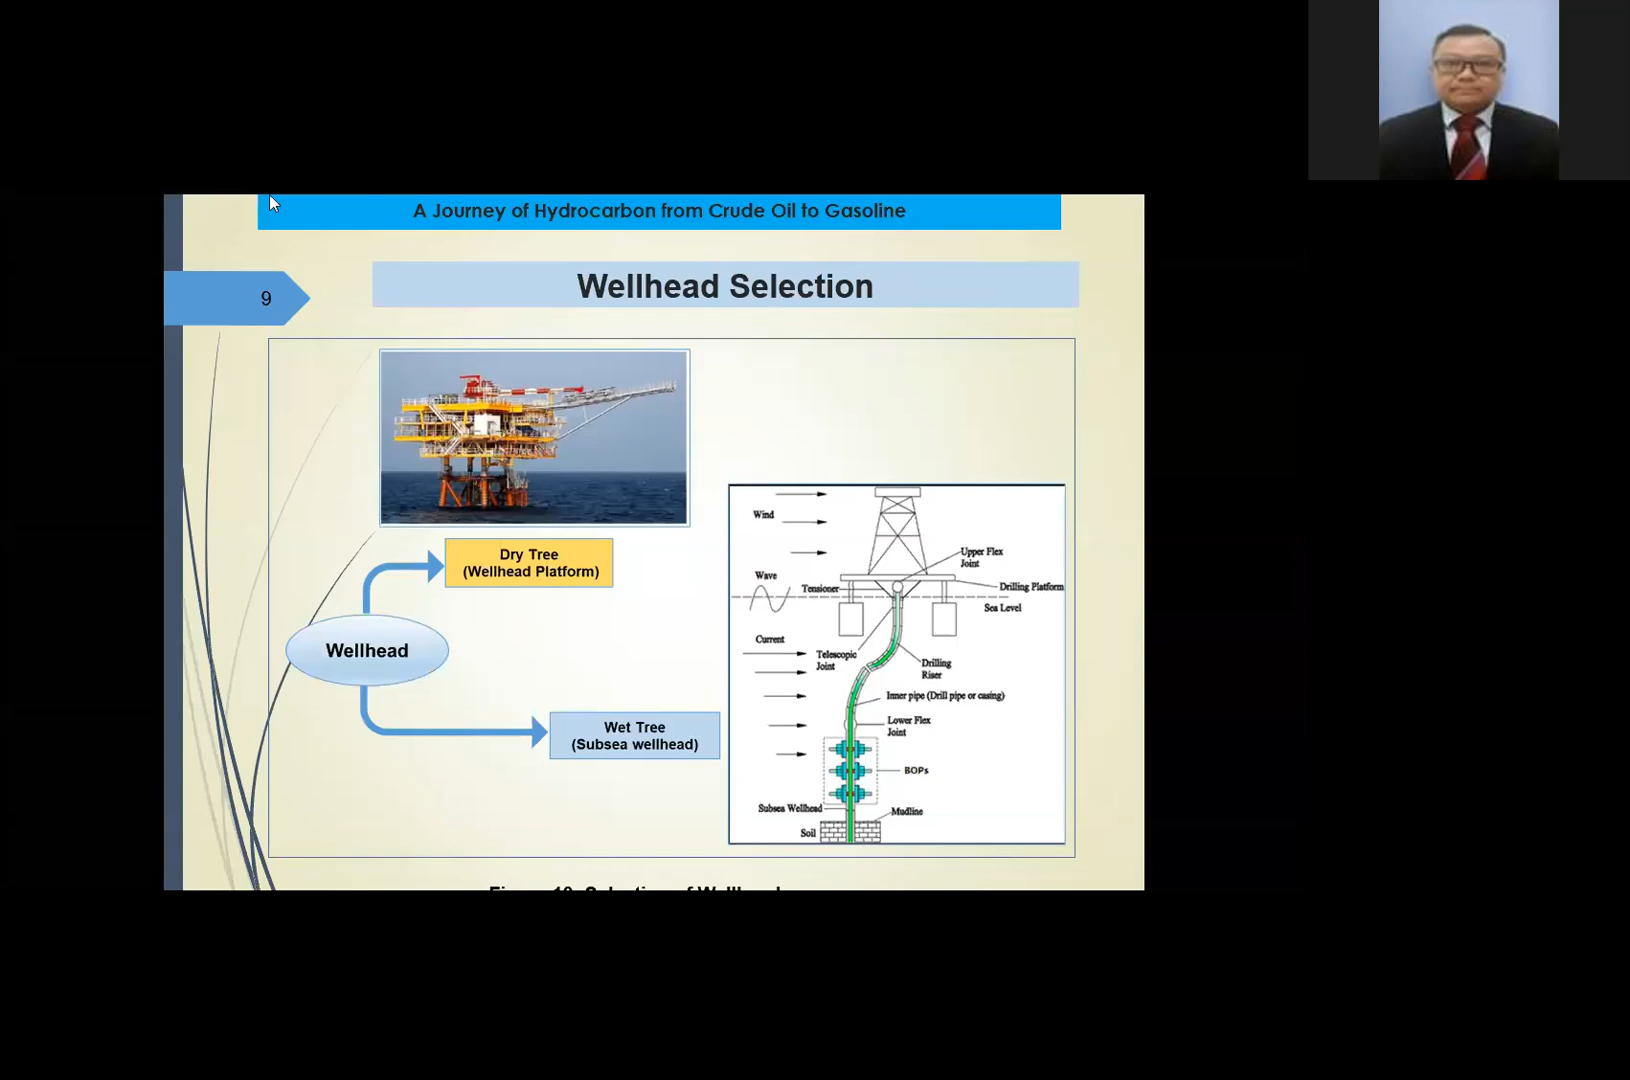 A Journey of Hydrocarbon from Crude Oil to Gasoline
Wellhead Selection
9
Dry Tree
(Wellhead Platform)
Wellhead
Wet Tree
(Subsea wellhead)
Wind
Upper Flex
Joint
Wave
Tensioner
Drilling Platform
Sea Level
Current
Telescopic
Joint
Drilling
Riser
Inner pipe (Drill pipe or casing)
Lower Flex
Joint
BOPs
Subsea Wellhead
Mudline
Soil